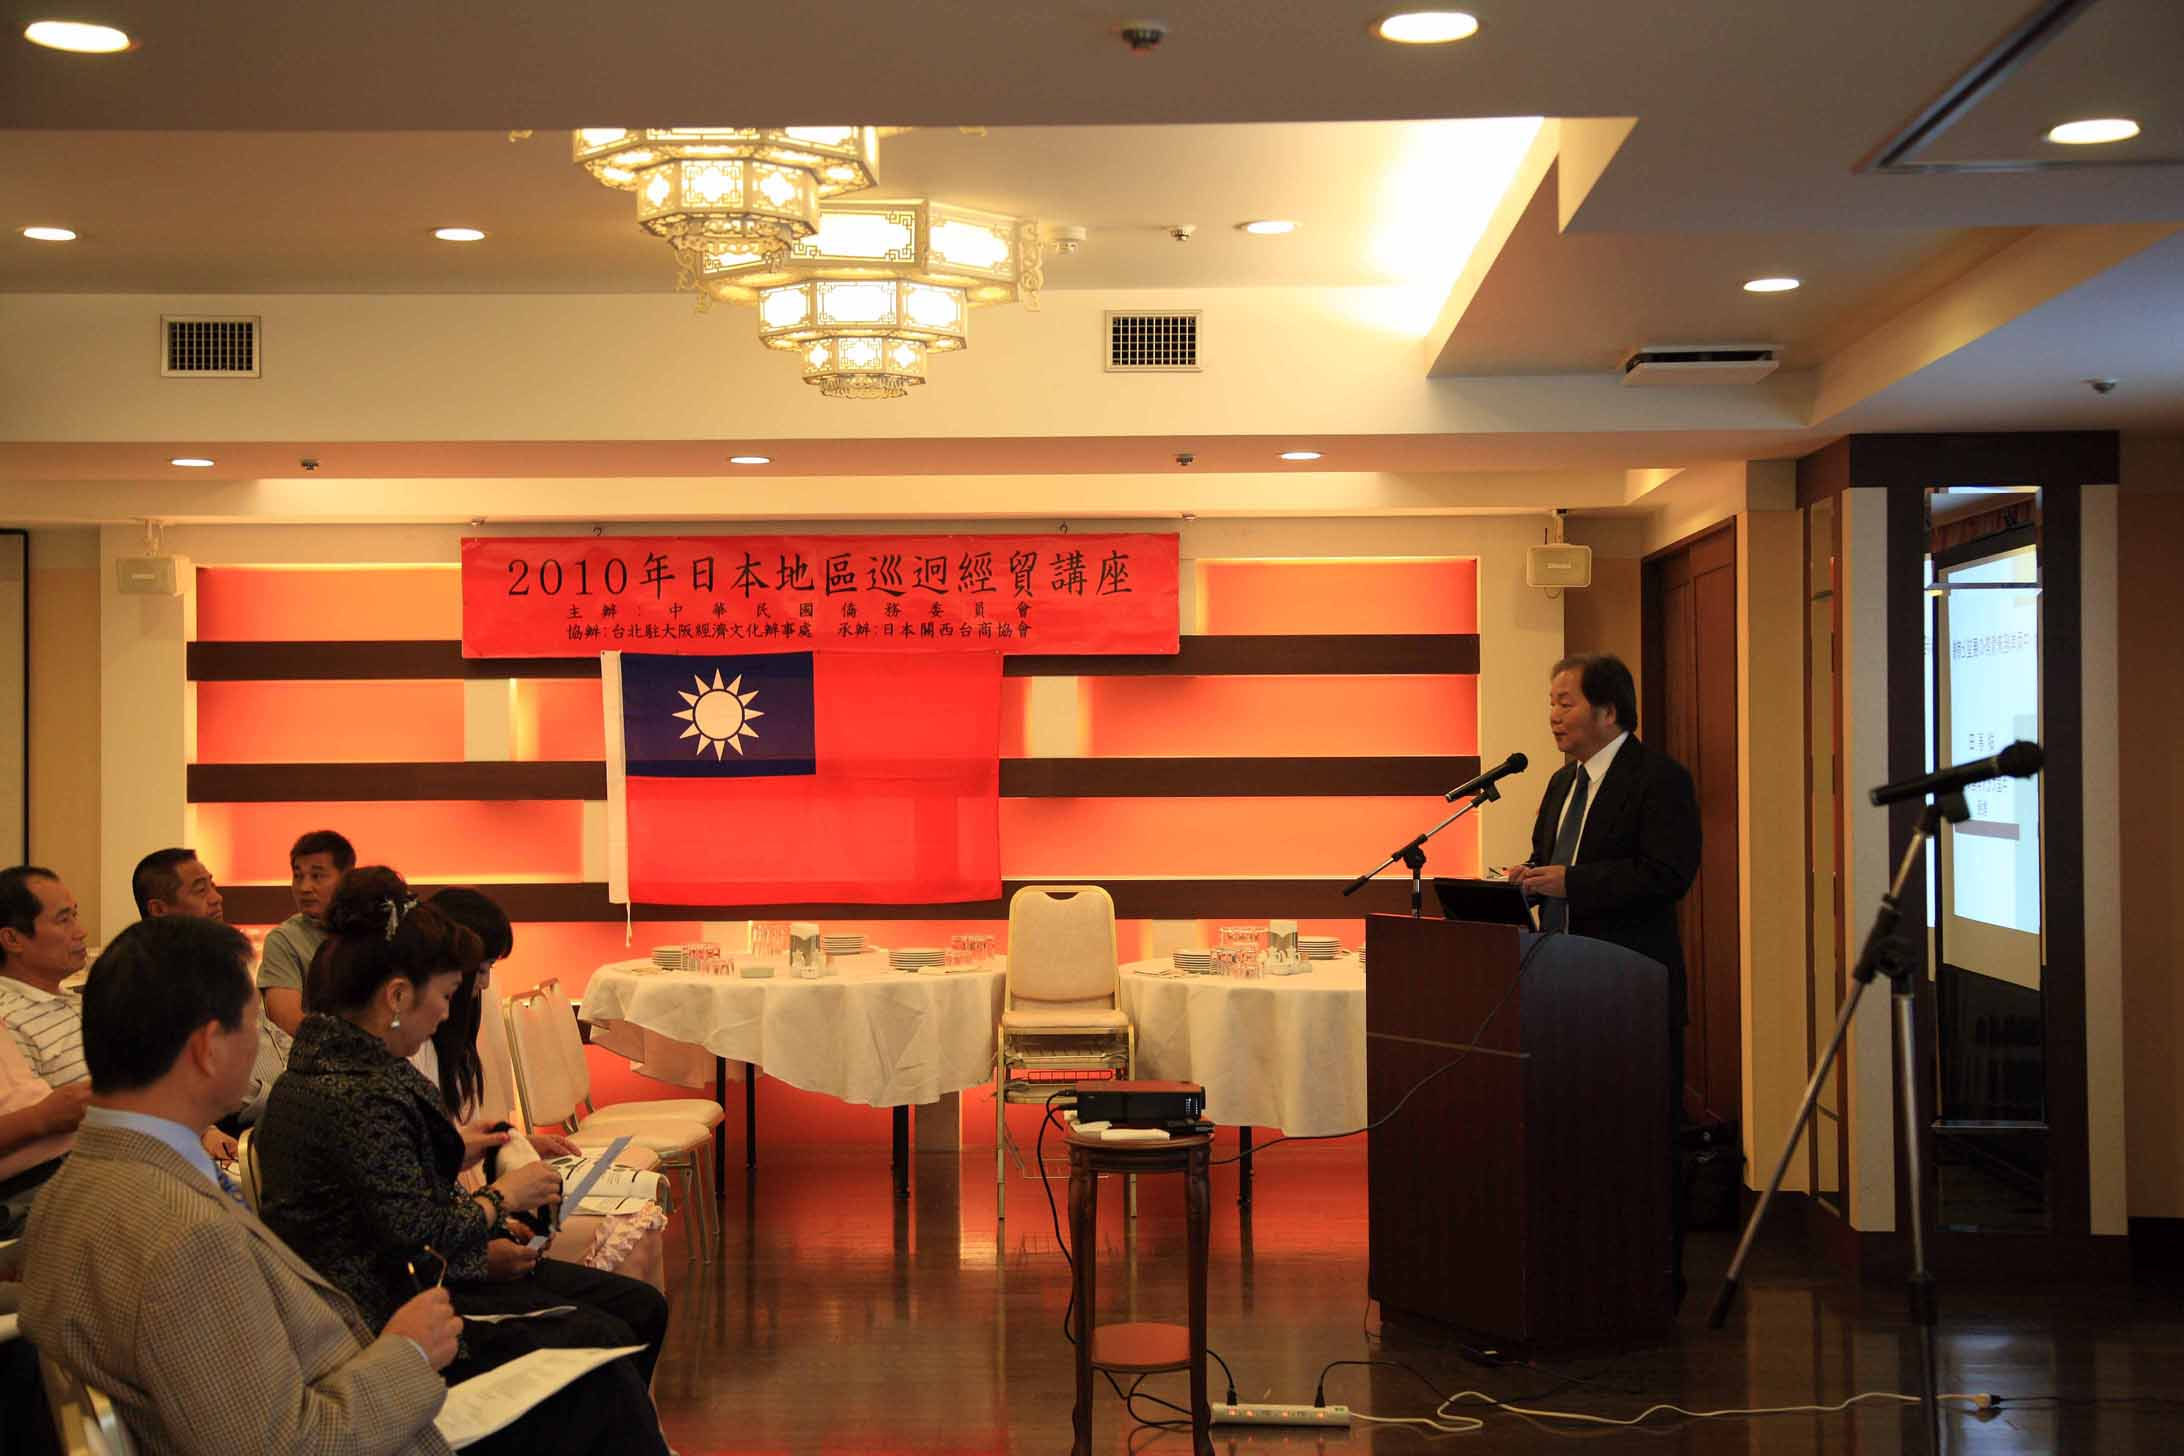 2010年日本地區巡迴經貿講座
主辦：中華民國僑務委員會
協辦：台北駐大阪經濟文化辦事處　承辦：日本關西台商協會